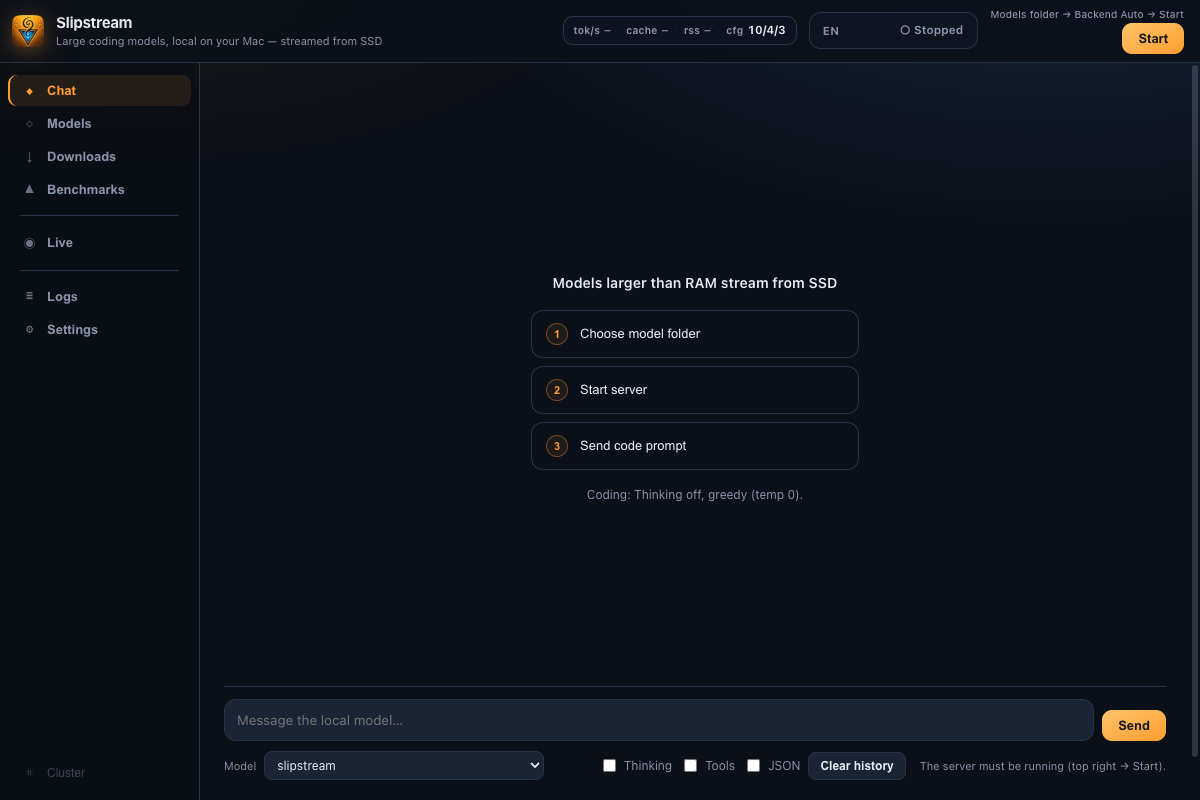 Slipstream
Large coding models, local on your Mac — streamed from SSD
tok/s — · cache — · rss — · cfg 10/4/3
EN
Stopped
Models folder → Backend Auto → Start
Start
Chat
Models
Downloads
Benchmarks
Live
Logs
Settings
Cluster
Models larger than RAM stream from SSD
1 Choose model folder
2 Start server
3 Send code prompt
Coding: Thinking off, greedy (temp 0).
Message the local model...
Send
Model slipstream
Thinking
Tools
JSON
Clear history
The server must be running (top right → Start).